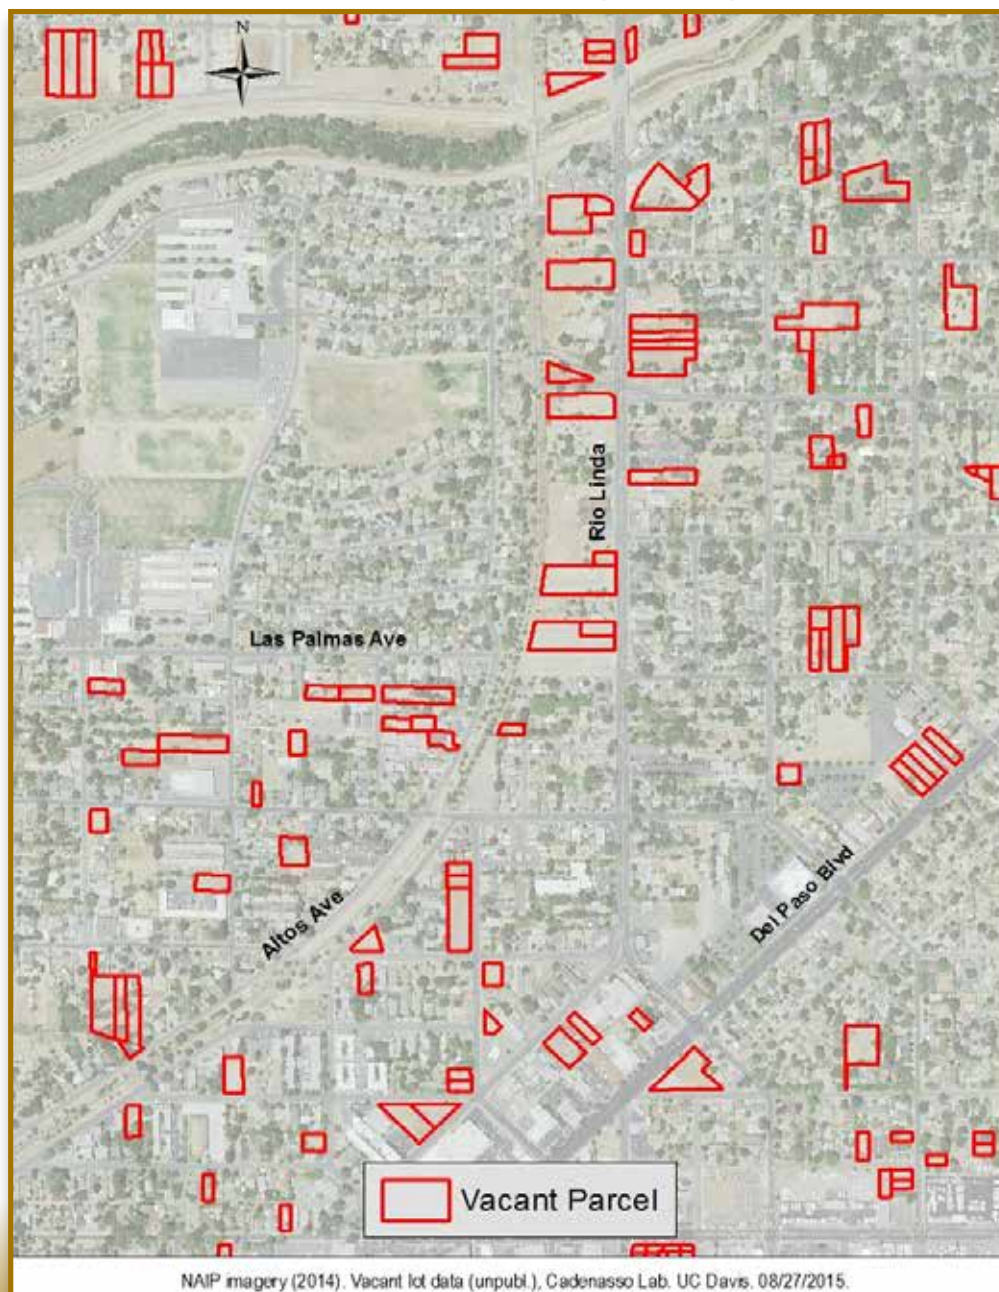 N
Rio Linda
Las Palmas Ave
Del Paso Blvd
Altos Ave
Vacant Parcel
NAIP imagery (2014). Vacant lot data (unpubl.), Cadenasso Lab. UC Davis. 08/27/2015.